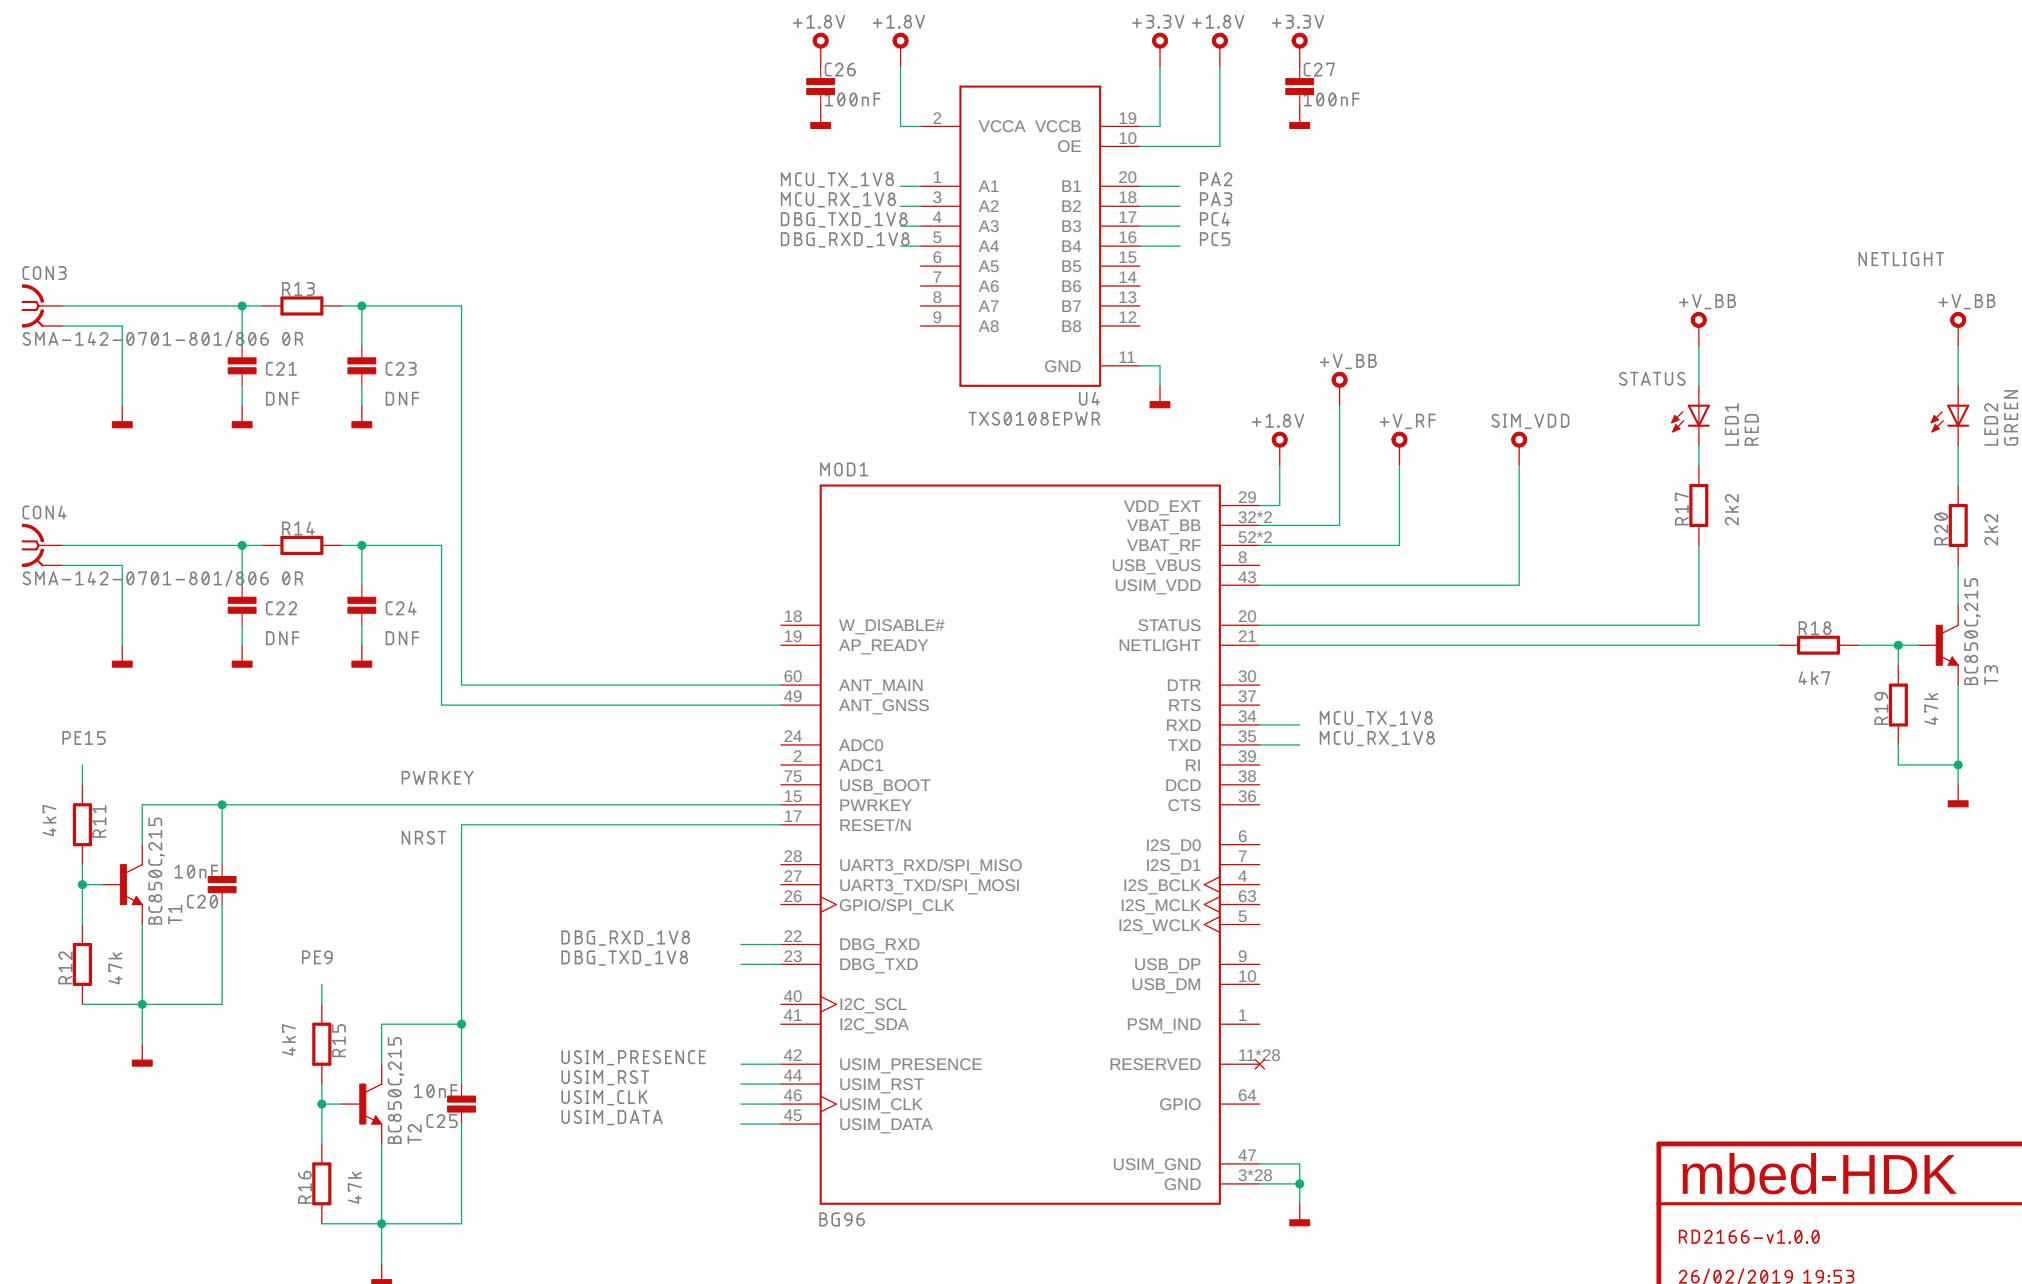 +1.8V
+1.8V
+3.3V
+1.8V
+3.3V
C26
100nF
C27
100nF
2
VCCA
VCCB
19
OE
10
MCU_TX_1V8
1
A1
B1
20
PA2
MCU_RX_1V8
3
A2
B2
18
PA3
DBG_TXD_1V8
4
A3
B3
17
PC4
DBG_RXD_1V8
5
A4
B4
16
PC5
6
A5
B5
15
7
A6
B6
14
8
A7
B7
13
9
A8
B8
12
GND
11
U4
TXS0108EPWR
CON3
R13
SMA-142-0701-801/806
0R
C21
DNF
C23
DNF
CON4
R14
SMA-142-0701-801/806
0R
C22
DNF
C24
DNF
NETLIGHT
+V_BB
+V_BB
+V_BB
STATUS
LED1
RED
LED2
GREEN
+1.8V
+V_RF
SIM_VDD
R17
2k2
R20
2k2
R18
4k7
R19
47k
BC850C,215
T3
MOD1
VDD_EXT
29
VBAT_BB
32*2
VBAT_RF
52*2
USB_VBUS
8
USIM_VDD
43
18
W_DISABLE#
STATUS
20
19
AP_READY
NETLIGHT
21
60
ANT_MAIN
DTR
30
49
ANT_GNSS
RTS
37
RXD
34
MCU_TX_1V8
24
ADC0
TXD
35
MCU_RX_1V8
2
ADC1
RI
39
75
USB_BOOT
DCD
38
15
PWRKEY
CTS
36
17
RESET/N
I2S_D0
6
28
UART3_RXD/SPI_MISO
I2S_D1
7
27
UART3_TXD/SPI_MOSI
I2S_BCLK
4
26
GPIO/SPI_CLK
I2S_MCLK
63
I2S_WCLK
5
DBG_RXD_1V8
22
DBG_RXD
DBG_TXD_1V8
23
DBG_TXD
USB_DP
9
USB_DM
10
40
I2C_SCL
41
I2C_SDA
PSM_IND
1
USIM_PRESENCE
42
USIM_PRESENCE
RESERVED
11*28
USIM_RST
44
USIM_RST
USIM_CLK
46
USIM_CLK
GPIO
64
USIM_DATA
45
USIM_DATA
USIM_GND
47
GND
3*28
BG96
PE15
PWRKEY
4k7
R11
NRST
BC850C,215
T1
10nF
C20
R12
47k
PE9
4k7
R15
BC850C,215
T2
10nF
C25
R16
47k
mbed-HDK
RD2166-v1.0.0
26/02/2019 19:53